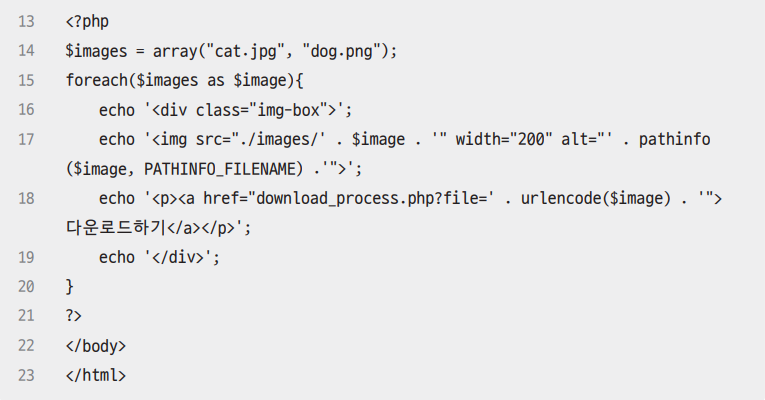 13 <?php
14 $images = array("cat.jpg", "dog.png");
15 foreach($images as $image){
16     echo '<div class="img-box">';
17     echo '<img src="./images/' . $image . '" width="200" alt="' . pathinfo
($image, PATHINFO_FILENAME) .'">';
18     echo '<p><a href="download_process.php?file=' . urlencode($image) . '">
다운로드하기</a></p>';
19     echo '</div>';
20 }
21 ?>
22 </body>
23 </html>